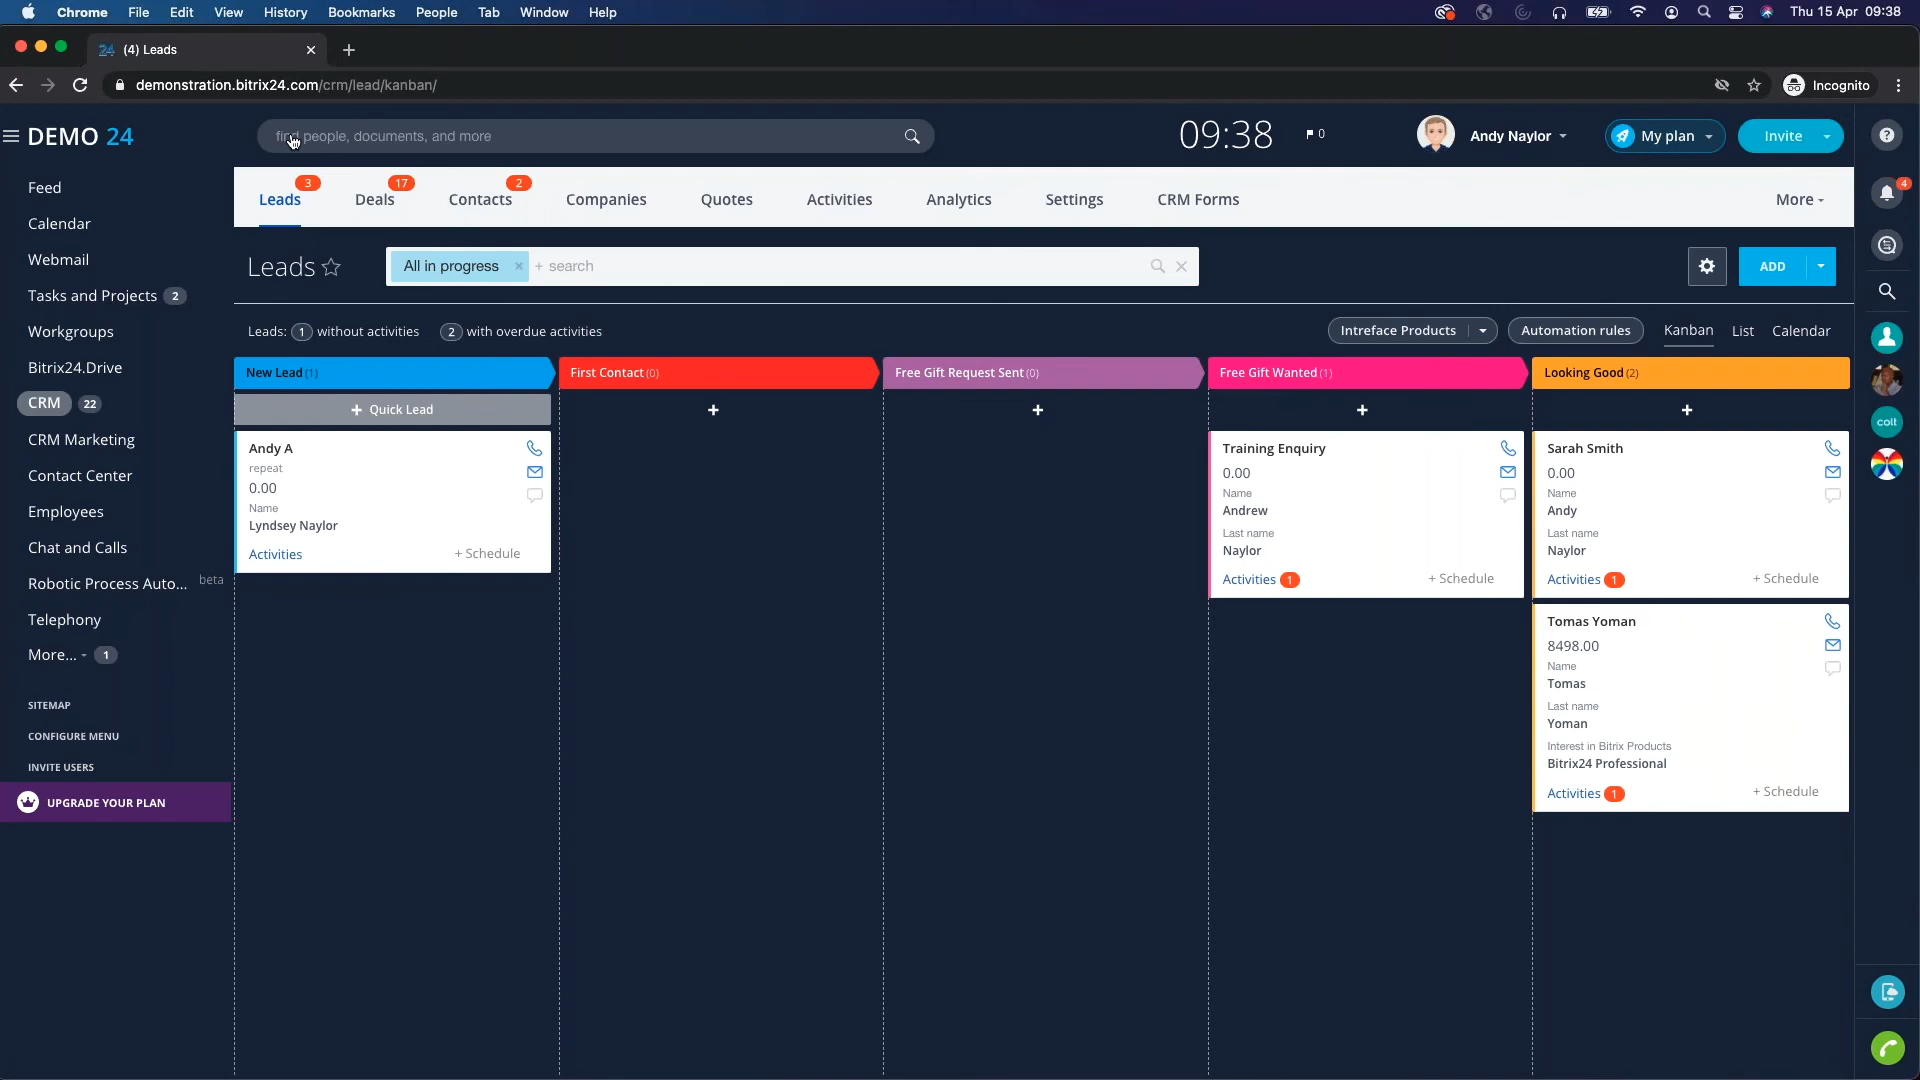 Chrome File Edit View History Bookmarks People Tab Window Help Thu 15 Apr 09:38
24 (4) Leads
demonstration.bitrix24.com/crm/lead/kanban/ Incognito
DEMO 24 find people, documents, and more 09:38 0 Andy Naylor My plan Invite
Feed
Calendar
Webmail
Tasks and Projects 2
Workgroups
Bitrix24.Drive
CRM 22
CRM Marketing
Contact Center
Employees
Chat and Calls
Robotic Process Auto... beta
Telephony
More... 1
SITEMAP
CONFIGURE MENU
INVITE USERS
UPGRADE YOUR PLAN
Leads 3 Deals 17 Contacts 2 Companies Quotes Activities Analytics Settings CRM Forms More
Leads All in progress × + search ADD
Leads: 1 without activities 2 with overdue activities Intreface Products Automation rules Kanban List Calendar
New Lead (1)
+ Quick Lead
Andy A
repeat
0.00
Name
Lyndsey Naylor
Activities + Schedule
First Contact (0)
+
Free Gift Request Sent (0)
+
Free Gift Wanted (1)
+
Training Enquiry
0.00
Name
Andrew
Last name
Naylor
Activities 1 + Schedule
Looking Good (2)
+
Sarah Smith
0.00
Name
Andy
Last name
Naylor
Activities 1 + Schedule
Tomas Yoman
8498.00
Name
Tomas
Last name
Yoman
Interest in Bitrix Products
Bitrix24 Professional
Activities 1 + Schedule
?
4
colt